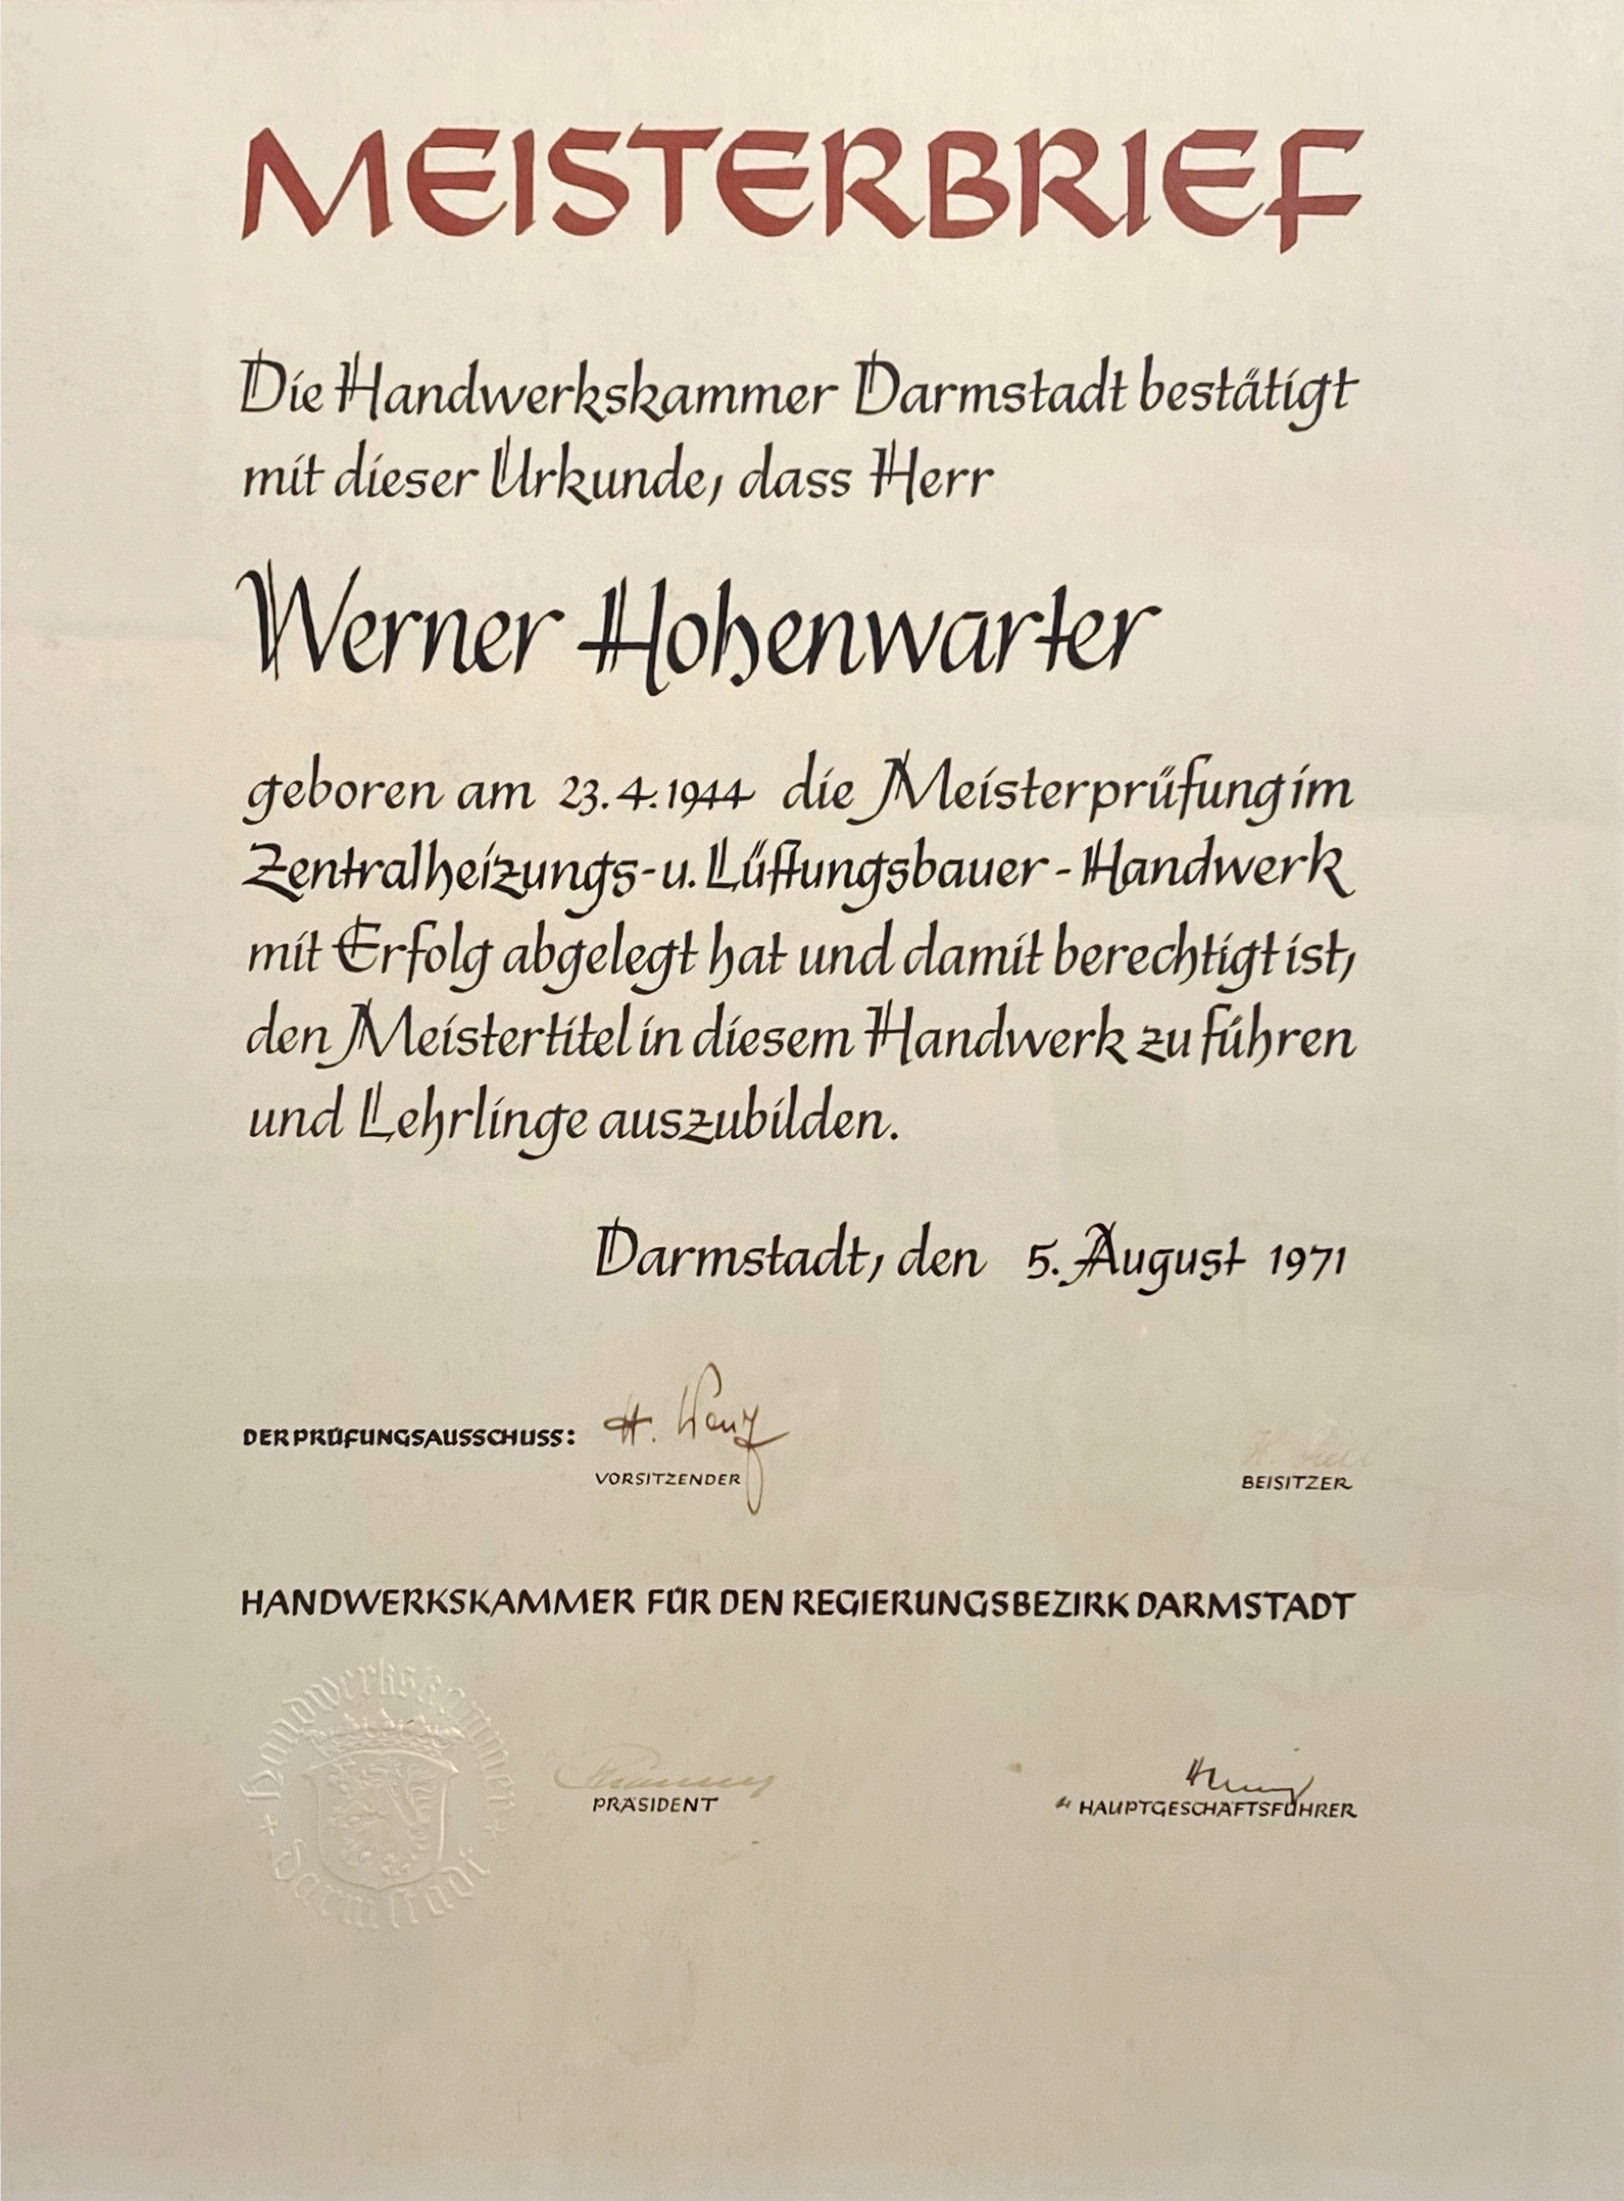 MEISTERBRIEF
Die Handwerkskammer Darmstadt bestätigt
mit dieser Urkunde, dass Herr
Werner Hohenwarter
geboren am 23.4.1944 die Meisterprüfung im
Zentralheizungs-u. Lüftungsbauer-Handwerk
mit Erfolg abgelegt hat und damit berechtigt ist,
den Meistertitel in diesem Handwerk zu führen
und Lehrlinge auszubilden.
Darmstadt, den 5. August 1971
DER PRÜFUNGSAUSSCHUSS:
VORSITZENDER
BEISITZER
HANDWERKSKAMMER FÜR DEN REGIERUNGSBEZIRK DARMSTADT
Handwerkskammer
Darmstadt
PRÄSIDENT
HAUPTGESCHÄFTSFÜHRER